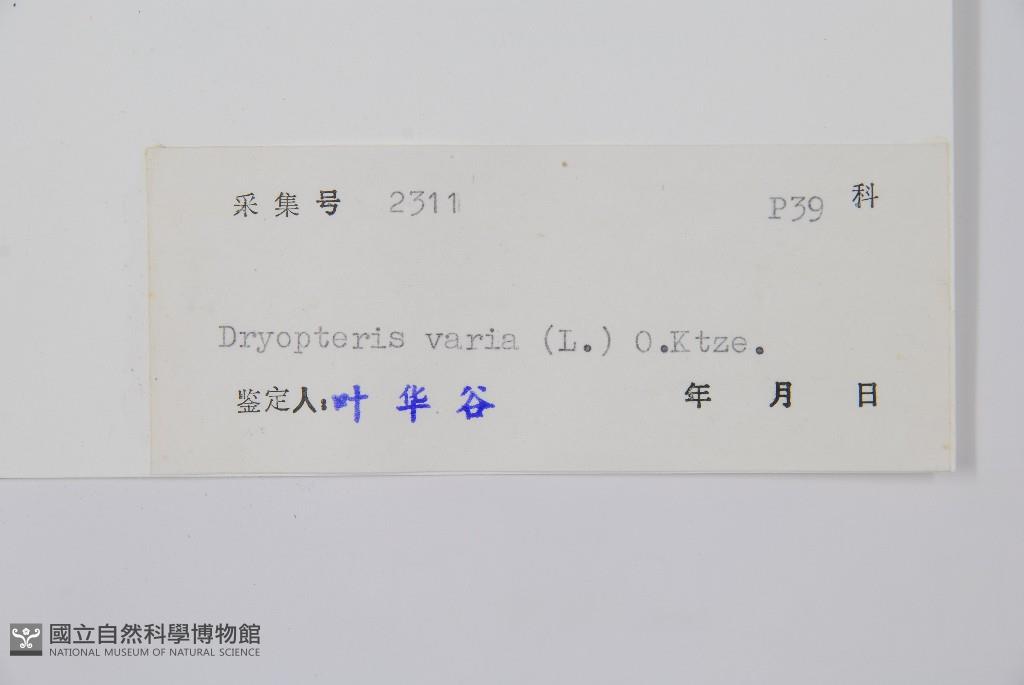 采集号 2311 P39 科
Dryopteris varia (L.) O.Ktze.
鉴定人:叶华谷 年 月 日
國立自然科學博物館
NATIONAL MUSEUM OF NATURAL SCIENCE